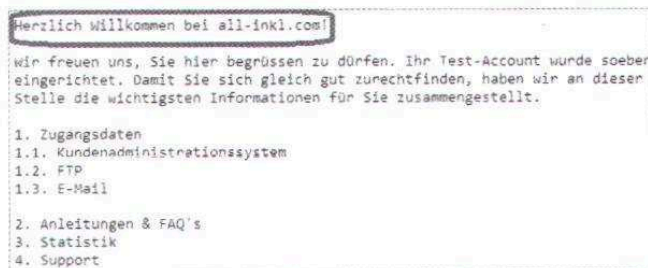 Herzlich Willkommen bei all-inkl.com!
wir freuen uns, Sie hier begrüssen zu dürfen. Ihr Test-Account wurde soeben
eingerichtet. Damit Sie sich gleich gut zurechtfinden, haben wir an dieser
Stelle die wichtigsten Informationen für Sie zusammengestellt.
1. Zugangsdaten
1.1. Kundenadministrationssystem
1.2. FTP
1.3. E-Mail
2. Anleitungen & FAQ's
3. Statistik
4. Support